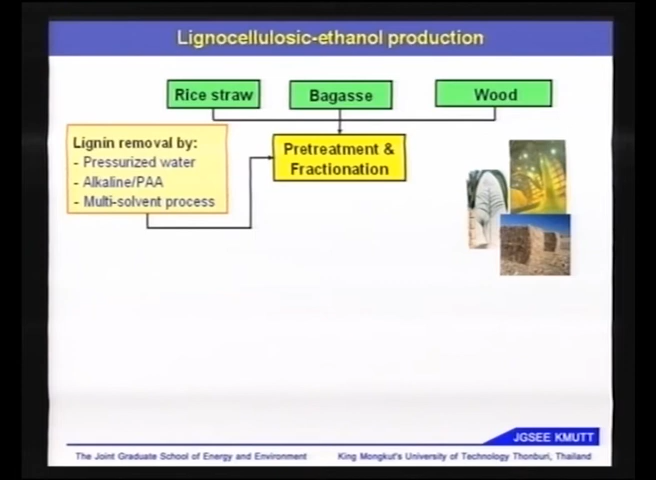 Lignocellulosic-ethanol production
Rice straw
Bagasse
Wood
Lignin removal by:
- Pressurized water
- Alkaline/PAA
- Multi-solvent process
Pretreatment &
Fractionation
JGSEE KMUTT
The Joint Graduate School of Energy and Environment
King Mongkut's University of Technology Thonburi, Thailand